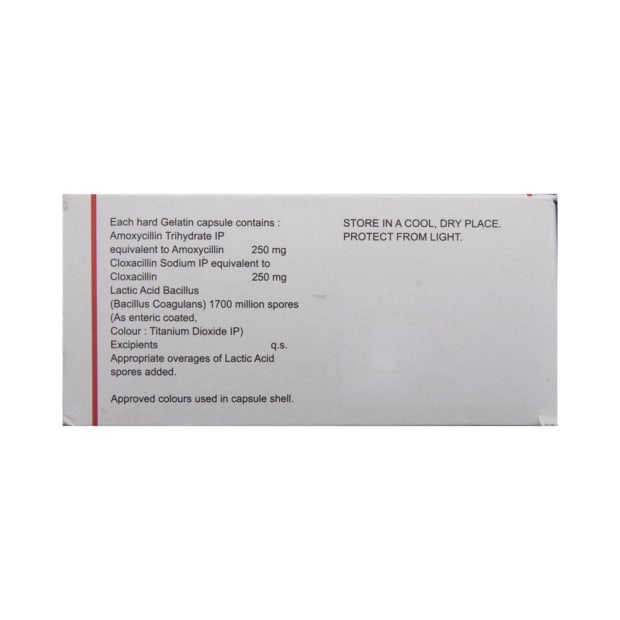 Each hard Gelatin capsule contains :
Amoxycillin Trihydrate IP
equivalent to Amoxycillin 250 mg
Cloxacillin Sodium IP equivalent to
Cloxacillin 250 mg
Lactic Acid Bacillus
(Bacillus Coagulans) 1700 million spores
(As enteric coated,
Colour : Titanium Dioxide IP)
Excipients q.s.
Appropriate overages of Lactic Acid
spores added.
Approved colours used in capsule shell.
STORE IN A COOL, DRY PLACE.
PROTECT FROM LIGHT.